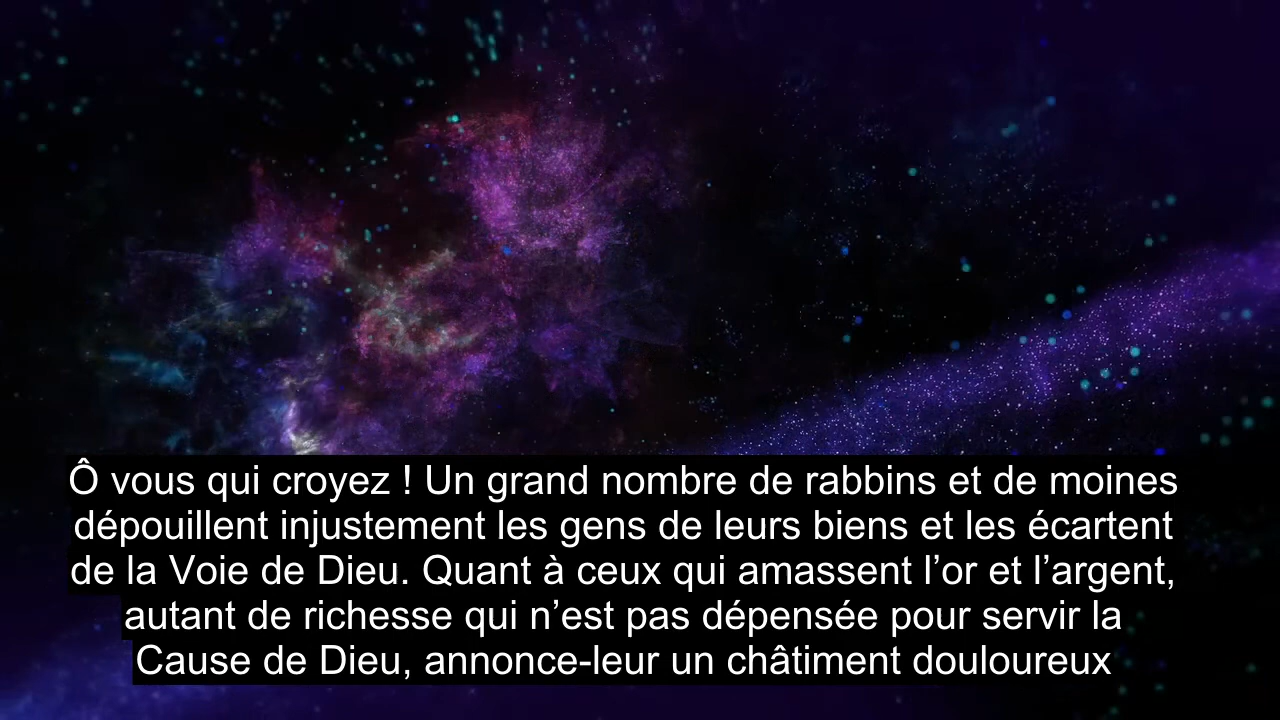 Ô vous qui croyez ! Un grand nombre de rabbins et de moines
dépouillent injustement les gens de leurs biens et les écartent
de la Voie de Dieu. Quant à ceux qui amassent l’or et l’argent,
autant de richesse qui n’est pas dépensée pour servir la
Cause de Dieu, annonce-leur un châtiment douloureux